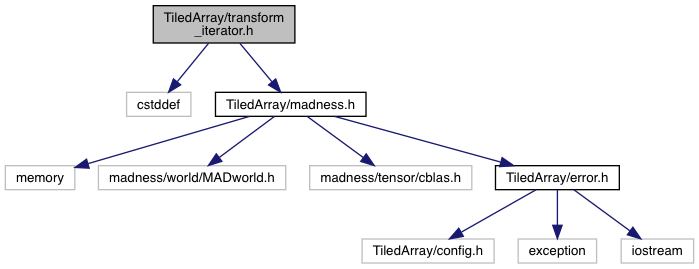 TiledArray/transform
_iterator.h
cstddef
TiledArray/madness.h
memory
madness/world/MADworld.h
madness/tensor/cblas.h
TiledArray/error.h
TiledArray/config.h
exception
iostream